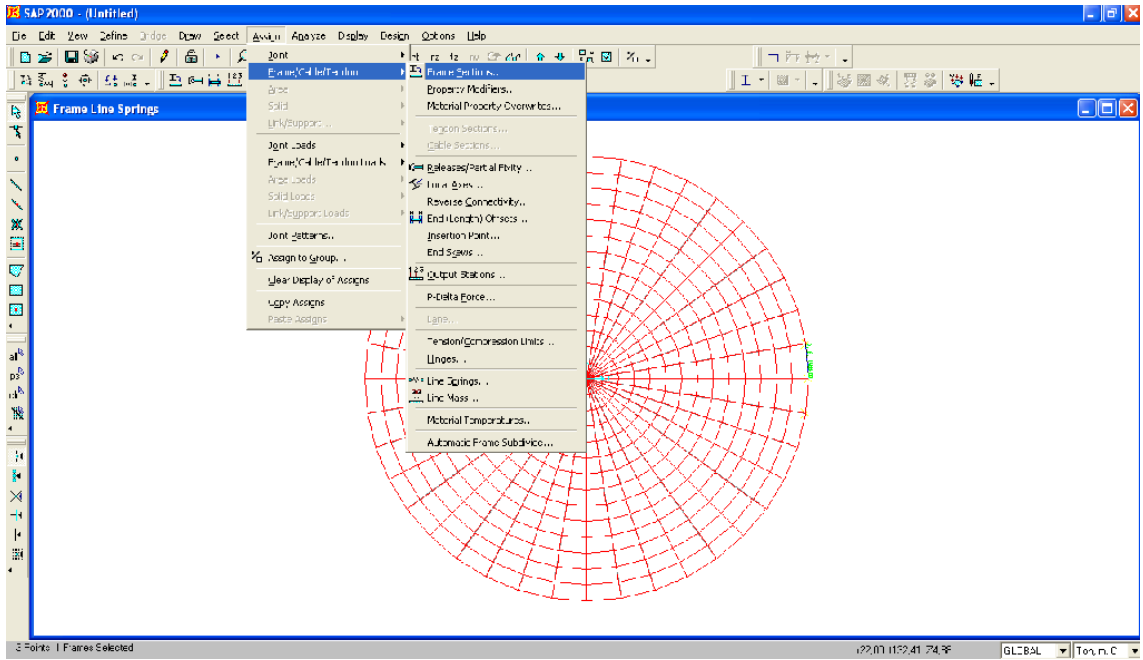 SAP2000 - (Untitled)
File Edit View Define Bridge Draw Select Assign Analyze Display Design Options Help
Frame Line Springs
Joint
Frame/Cable/Tendon
Area
Solid
Link/Support ...
Joint Loads
Frame/Cable/Tendon Loads
Area Loads
Solid Loads
Link/Support Loads
Joint Patterns...
Assign to Group...
Clear Display of Assigns
Copy Assigns
Paste Assigns
Frame Sections...
Property Modifiers...
Material Property Overwrites...
Tendon Sections...
Cable Sections...
Releases/Partial Fixity ...
Local Axes ...
Reverse Connectivity...
End (Length) Offsets ...
Insertion Point...
End Skews ...
Output Stations ...
P-Delta Force...
Lane...
Tension/Compression Limits ...
Hinges...
Line Springs...
Line Mass ...
Material Temperatures...
Automatic Frame Subdivide...
3 Points 1 Frames Selected
GLOBAL
Ton, m, C